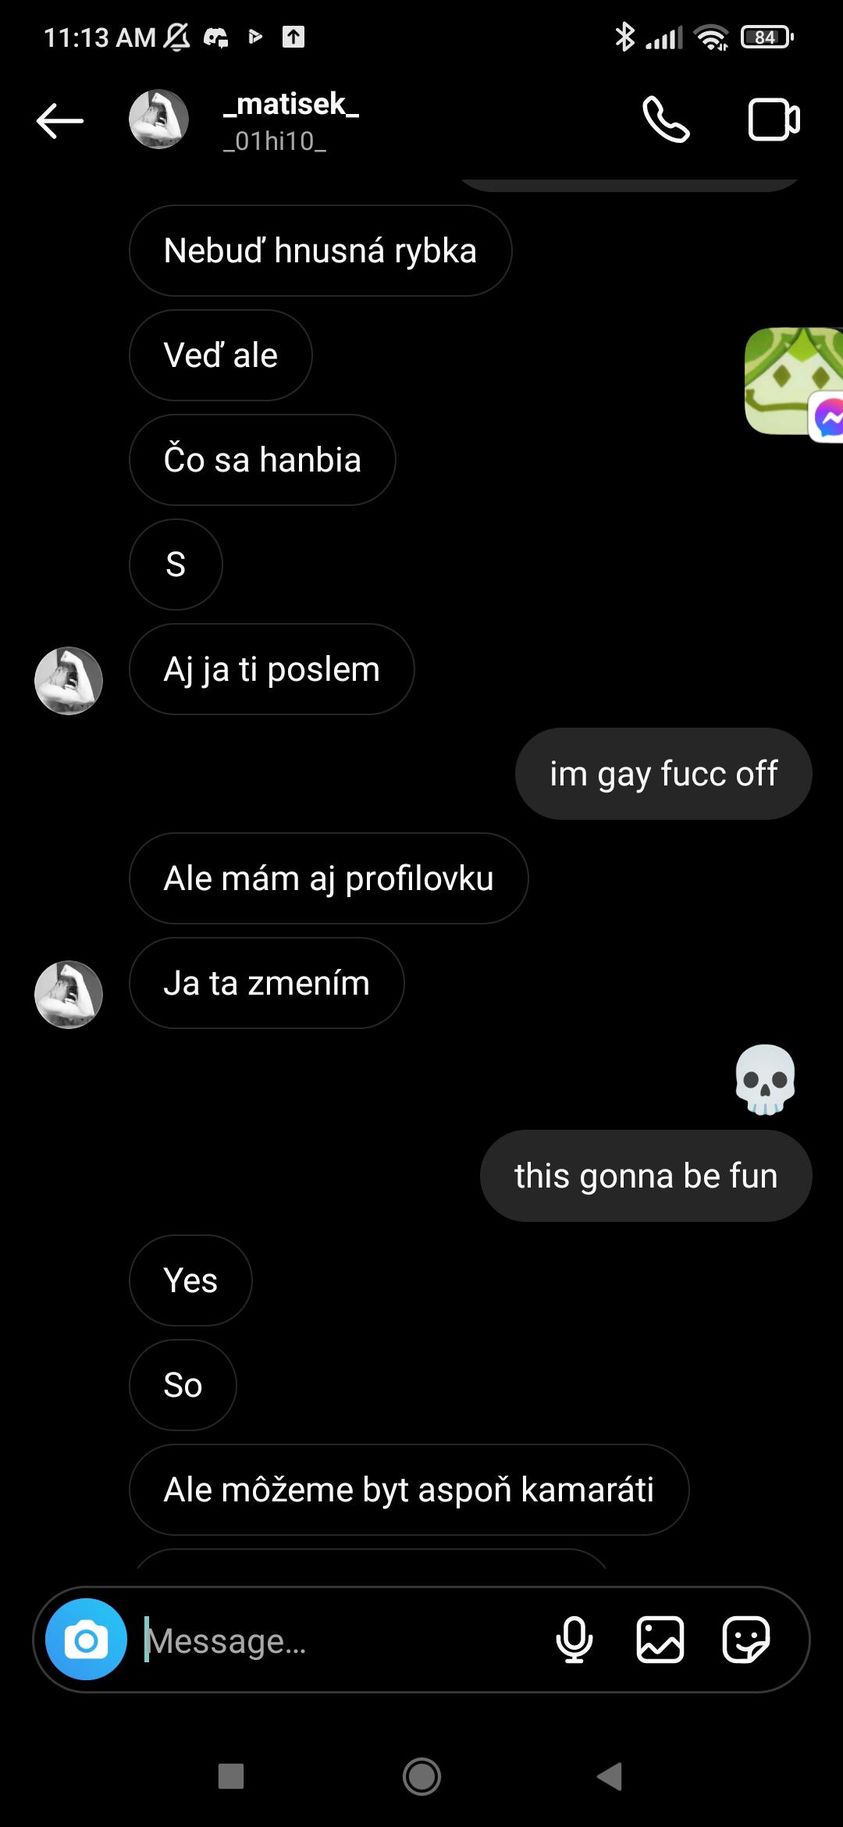 11:13 AM
84
_matisek_
_01hi10_
Nebuď hnusná rybka
Veď ale
Čo sa hanbia
S
Aj ja ti poslem
im gay fucc off
Ale mám aj profilovku
Ja ta zmením
this gonna be fun
Yes
So
Ale môžeme byt aspoň kamaráti
Message...